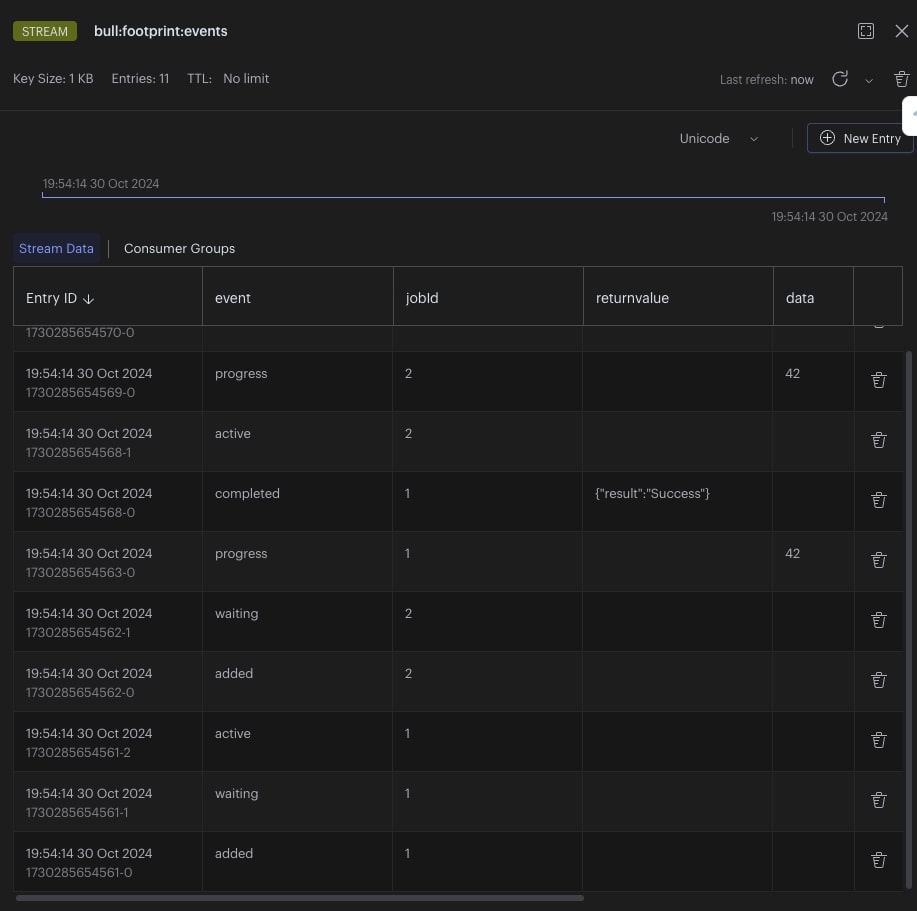 STREAM bull:footprint:events
Key Size: 1 KB Entries: 11 TTL: No limit Last refresh: now
Unicode New Entry
19:54:14 30 Oct 2024
19:54:14 30 Oct 2024
Stream Data Consumer Groups
Entry ID event jobId returnvalue data
1730285654570-0
19:54:14 30 Oct 2024 progress 2 42
1730285654569-0
19:54:14 30 Oct 2024 active 2
1730285654568-1
19:54:14 30 Oct 2024 completed 1 {"result":"Success"}
1730285654568-0
19:54:14 30 Oct 2024 progress 1 42
1730285654563-0
19:54:14 30 Oct 2024 waiting 2
1730285654562-1
19:54:14 30 Oct 2024 added 2
1730285654562-0
19:54:14 30 Oct 2024 active 1
1730285654561-2
19:54:14 30 Oct 2024 waiting 1
1730285654561-1
19:54:14 30 Oct 2024 added 1
1730285654561-0